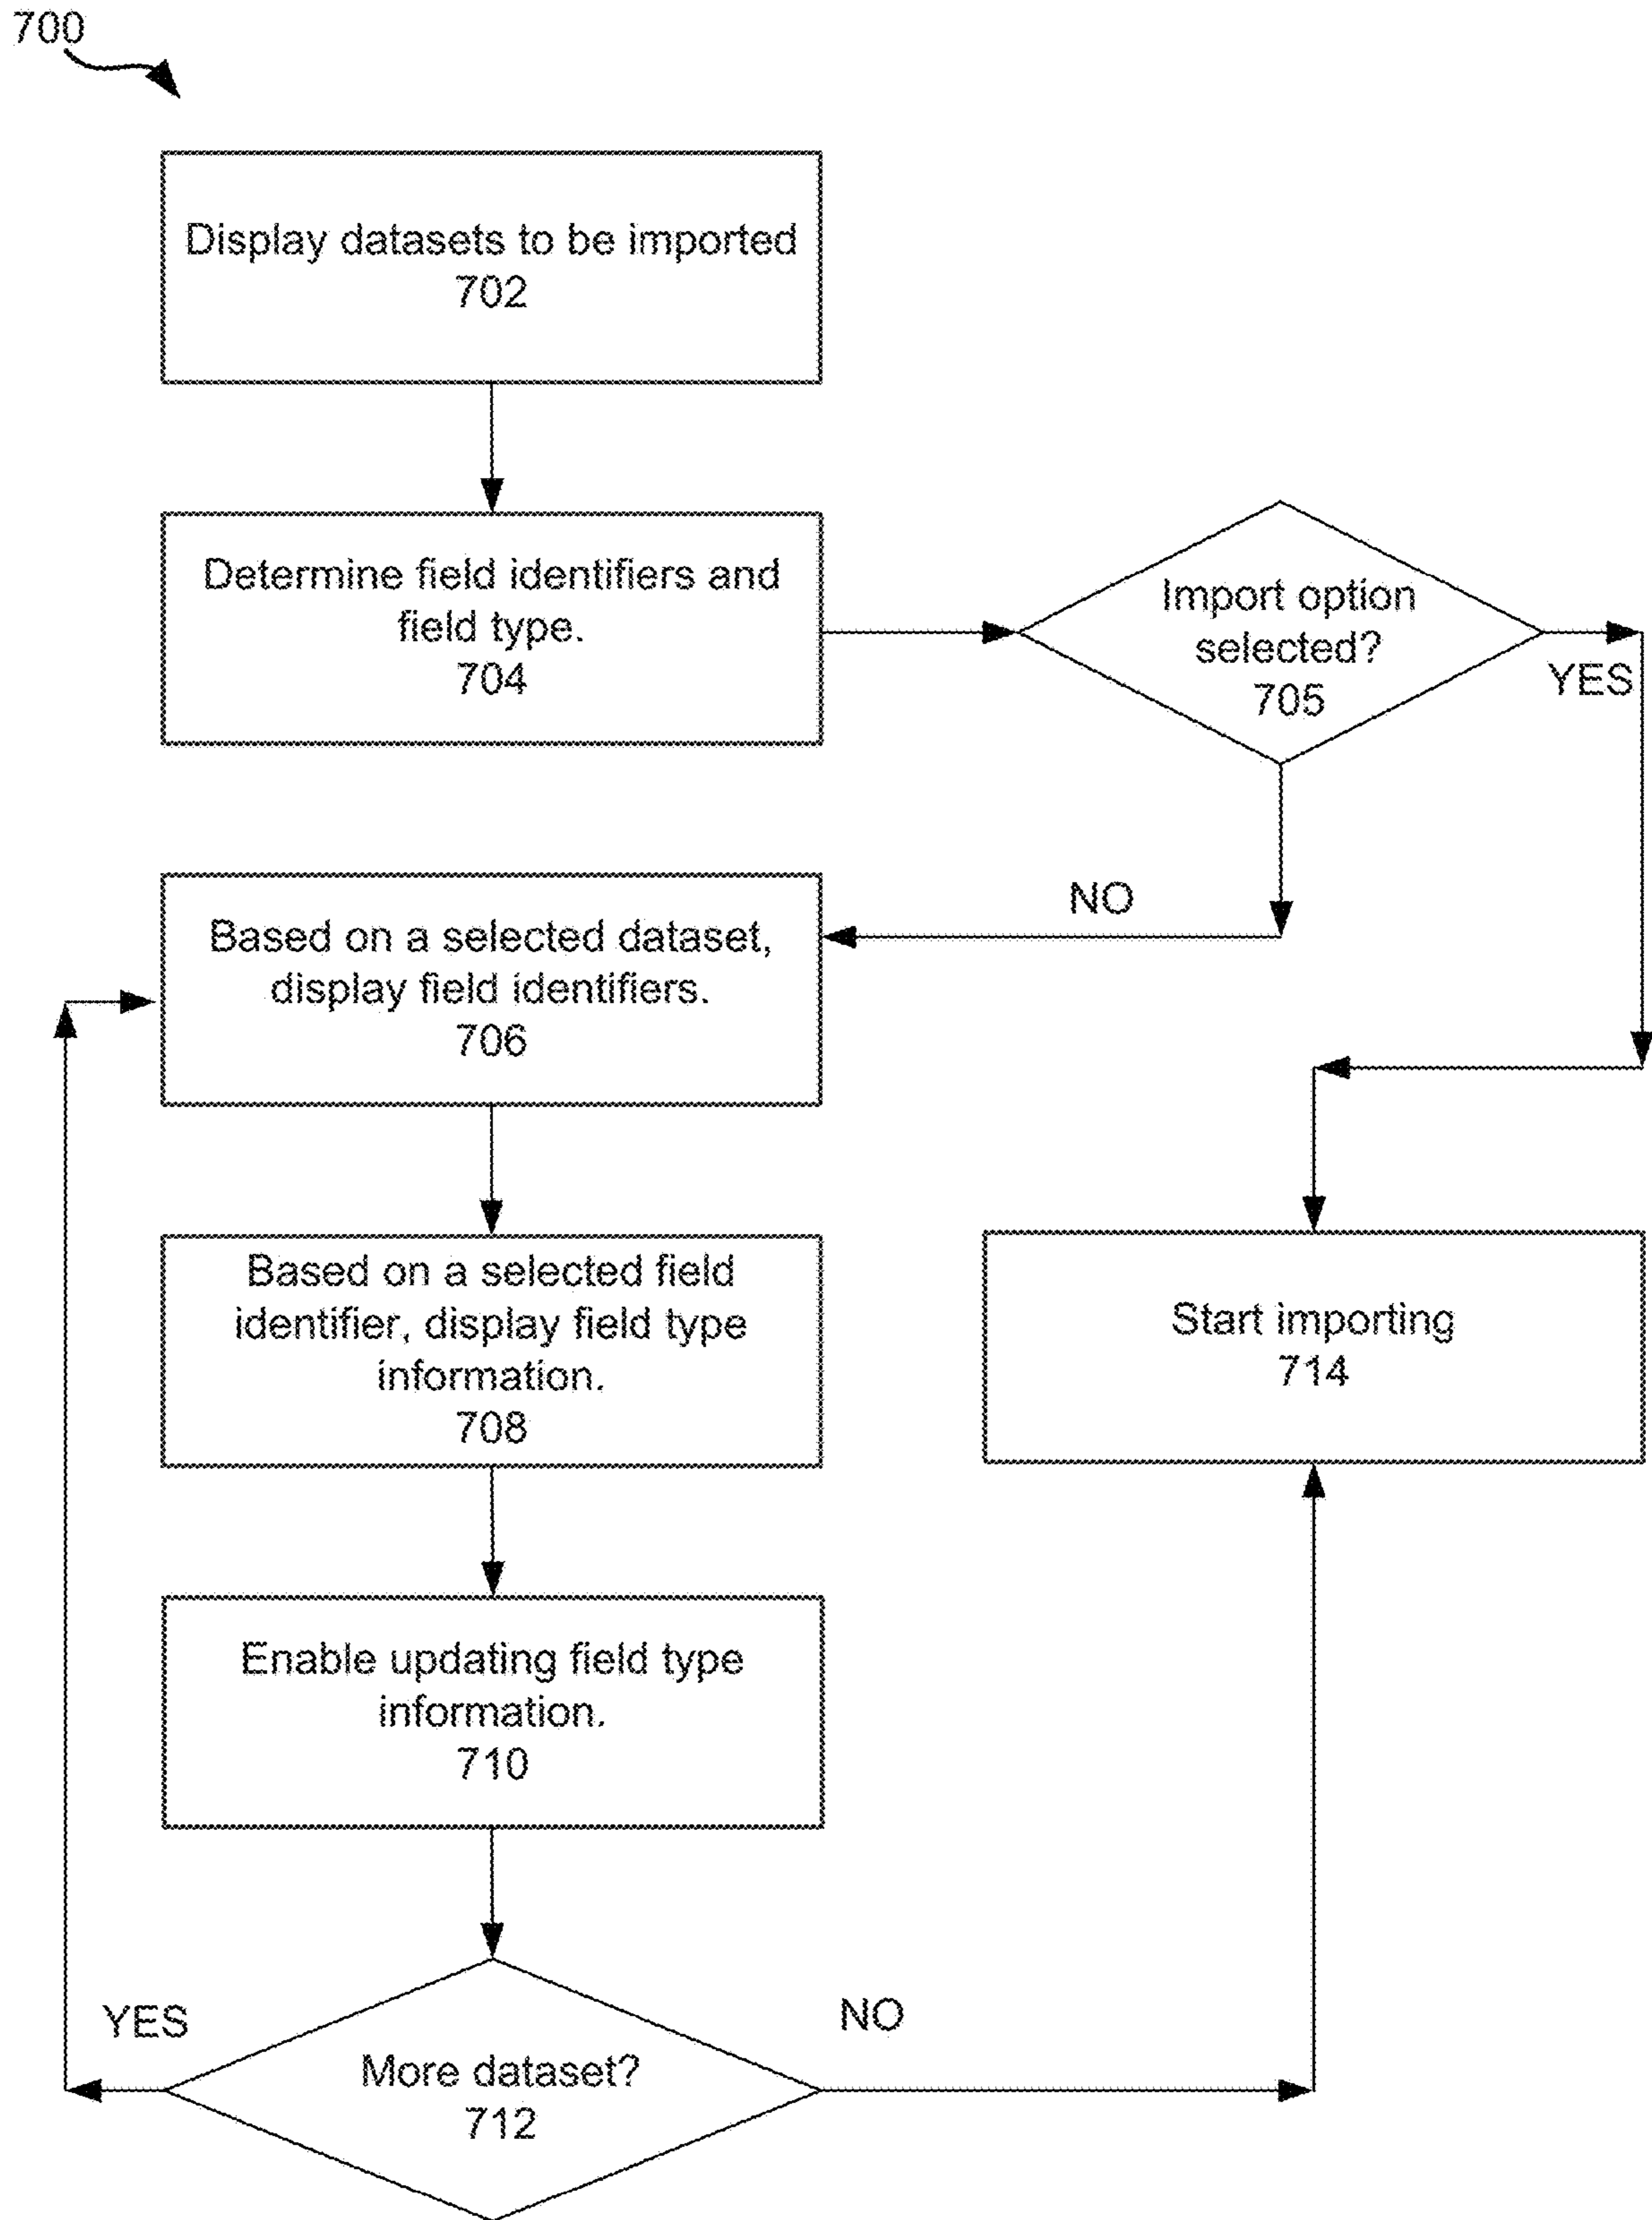 700
Display datasets to be imported
702
Determine field identifiers and
field type.
704
Import option
selected?
705
YES
NO
Based on a selected dataset,
display field identifiers.
706
Based on a selected field
identifier, display field type
information.
708
Start importing
714
Enable updating field type
information.
710
YES
NO
More dataset?
712